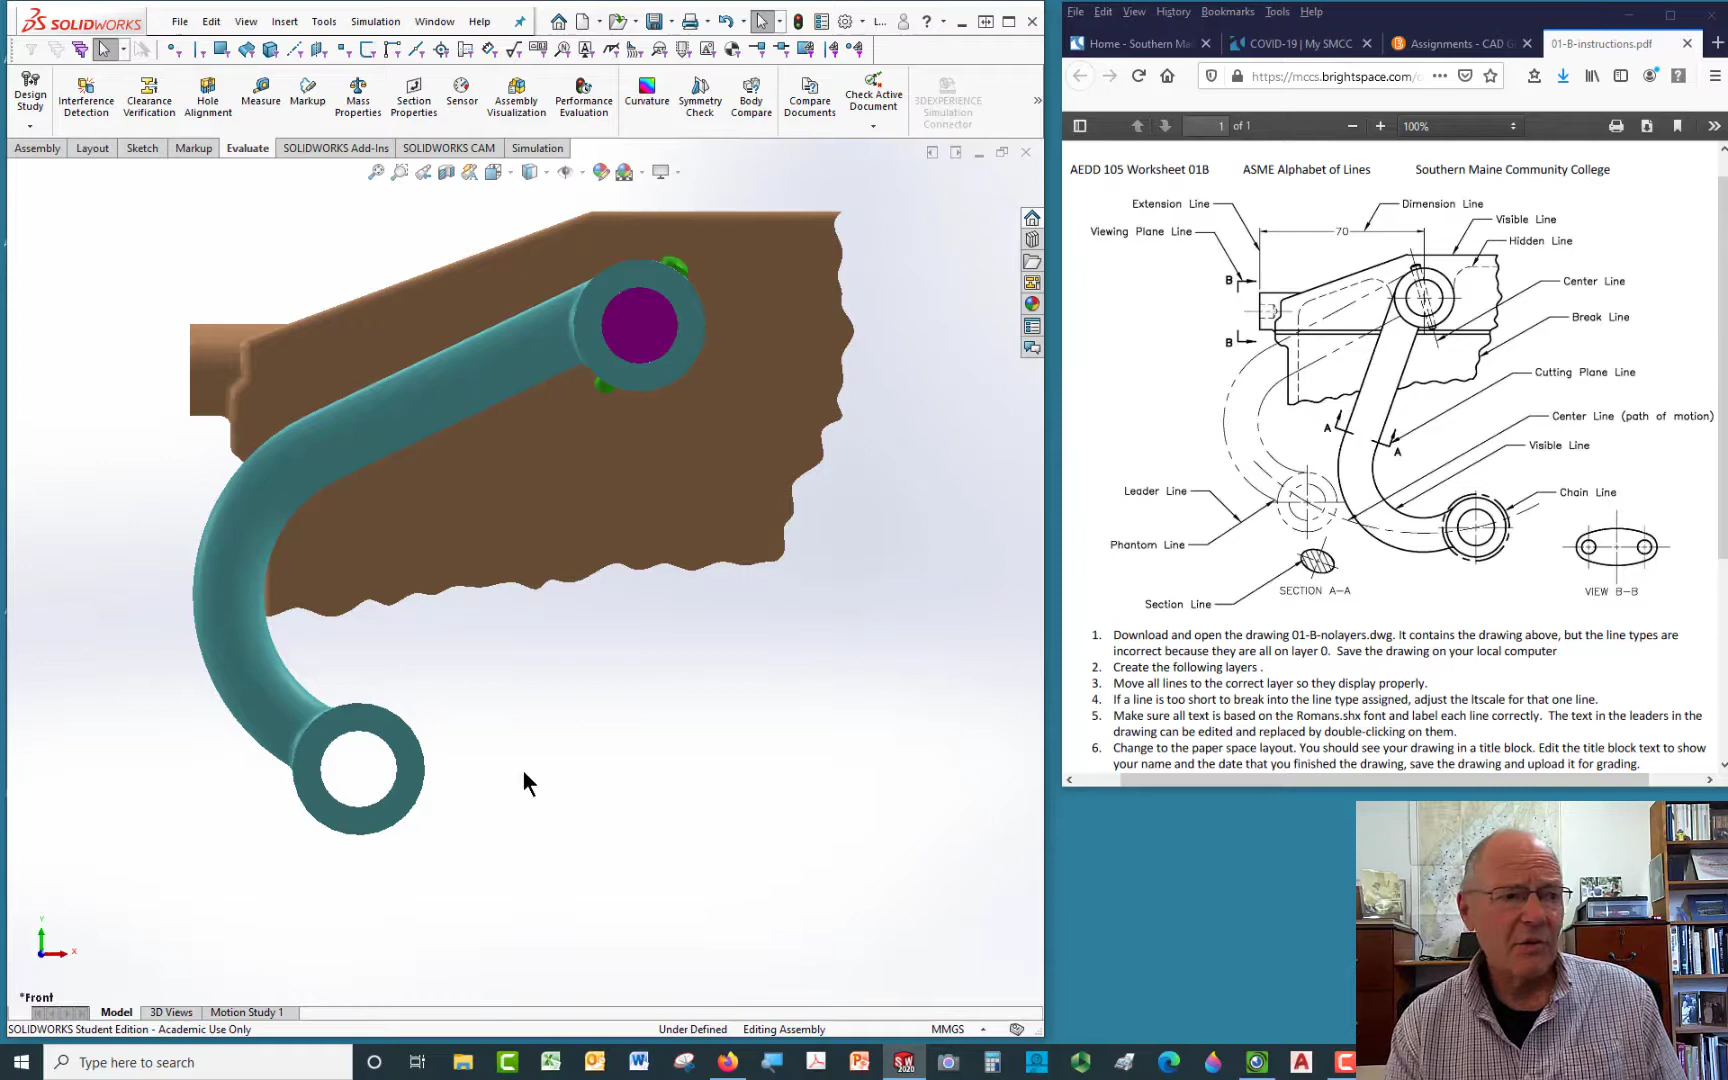 SOLIDWORKS
File Edit View Insert Tools Simulation Window Help
L...
Design Study
Interference Detection
Clearance Verification
Hole Alignment
Measure
Markup
Mass Properties
Section Properties
Sensor
Assembly Visualization
Performance Evaluation
Curvature
Symmetry Check
Body Compare
Compare Documents
Check Active Document
3DEXPERIENCE Simulation Connector
Assembly Layout Sketch Markup Evaluate SOLIDWORKS Add-Ins SOLIDWORKS CAM Simulation
Y
X
*Front
Model 3D Views Motion Study 1
SOLIDWORKS Student Edition - Academic Use Only
Under Defined Editing Assembly MMGS
File Edit View History Bookmarks Tools Help
Home - Southern Ma
COVID-19 | My SMCC
Assignments - CAD G
01-B-instructions.pdf
https://mccs.brightspace.com/
1 of 1
100%
AEDD 105 Worksheet 01B ASME Alphabet of Lines Southern Maine Community College
Extension Line
Dimension Line
Visible Line
Viewing Plane Line
70
Hidden Line
B
Center Line
Break Line
B
Cutting Plane Line
Center Line (path of motion)
A
Visible Line
A
Leader Line
Chain Line
Phantom Line
SECTION A-A
VIEW B-B
Section Line
1. Download and open the drawing 01-B-nolayers.dwg. It contains the drawing above, but the line types are
incorrect because they are all on layer 0. Save the drawing on your local computer
2. Create the following layers .
3. Move all lines to the correct layer so they display properly.
4. If a line is too short to break into the line type assigned, adjust the ltscale for that one line.
5. Make sure all text is based on the Romans.shx font and label each line correctly. The text in the leaders in the
drawing can be edited and replaced by double-clicking on them.
6. Change to the paper space layout. You should see your drawing in a title block. Edit the title block text to show
your name and the date that you finished the drawing, save the drawing and upload it for grading.
Type here to search